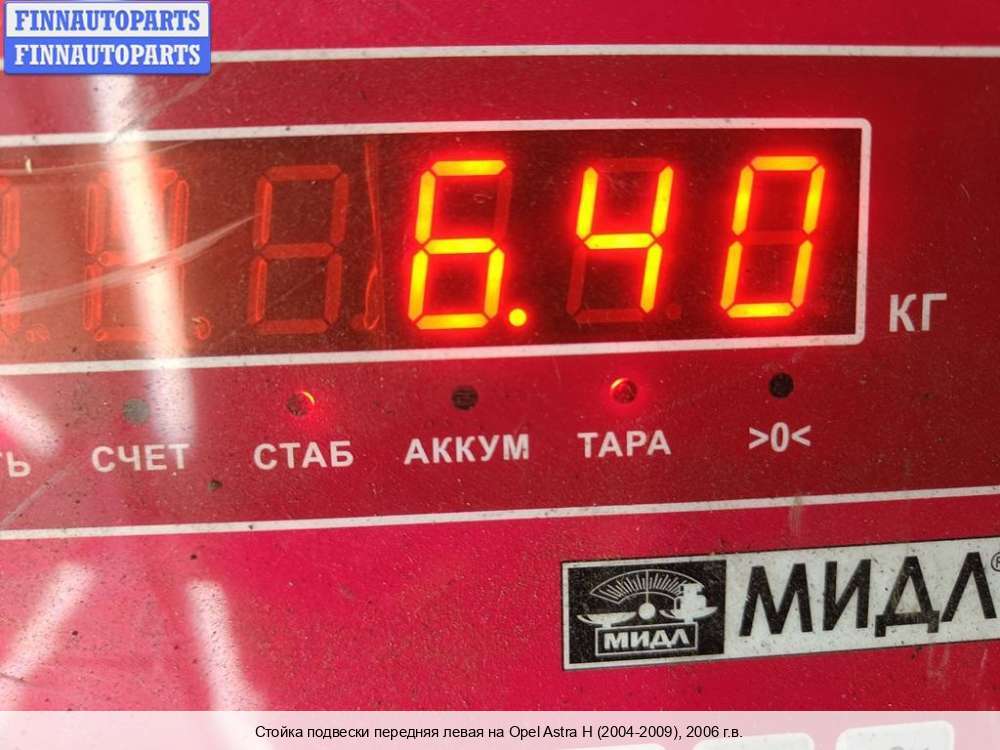 FINNAUTOPARTS
FINNAUTOPARTS
6.40
КГ
СЧЕТ СТАБ АККУМ ТАРА >0<
МИДЛ МИДЛ
Стойка подвески передняя левая на Opel Astra H (2004-2009), 2006 г.в.